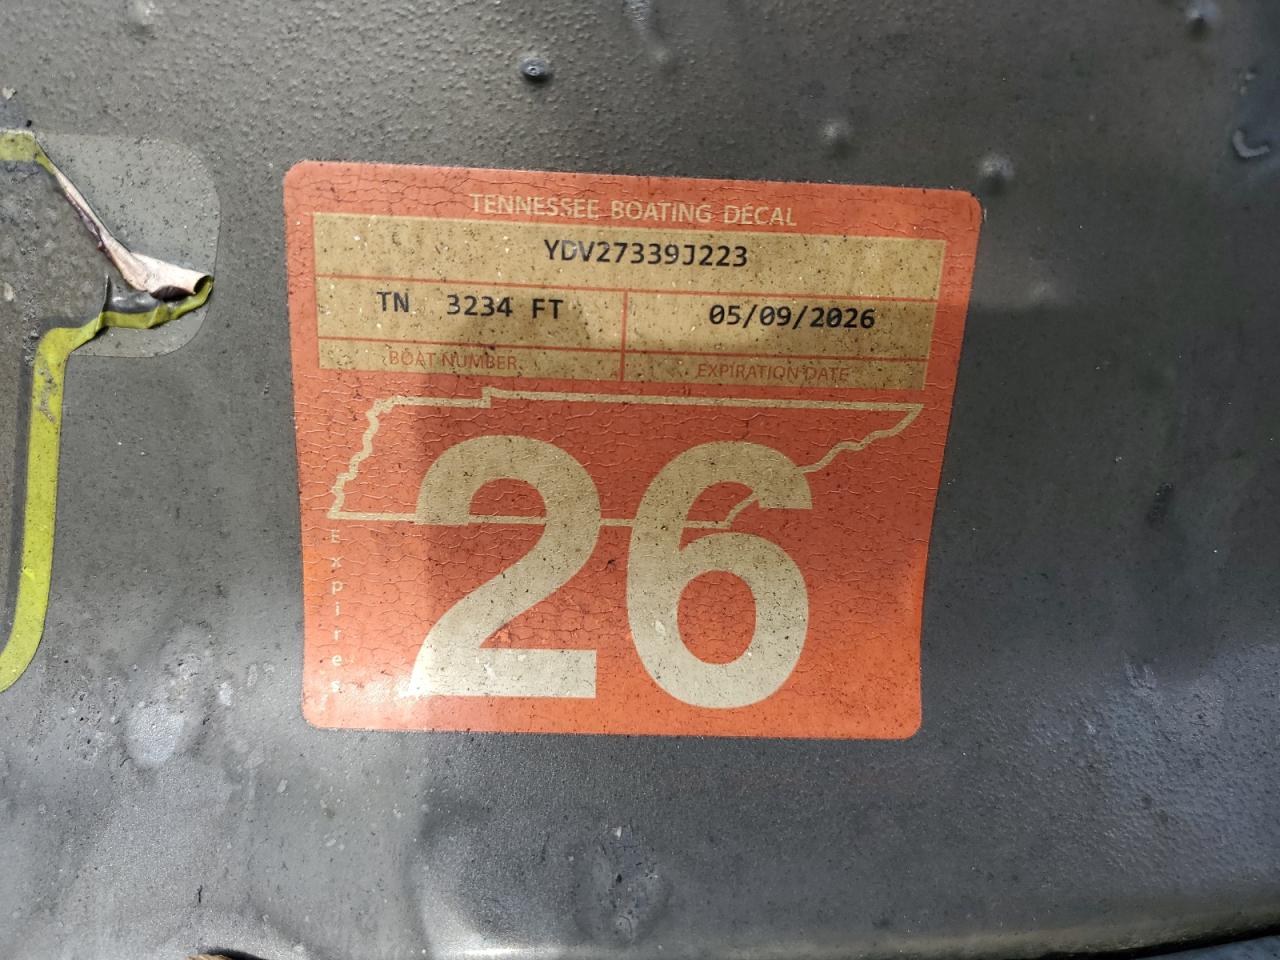 TENNESSEE BOATING DECAL
YDV27339J223
TN 3234 FT
05/09/2026
BOAT NUMBER
EXPIRATION DATE
26
Expires